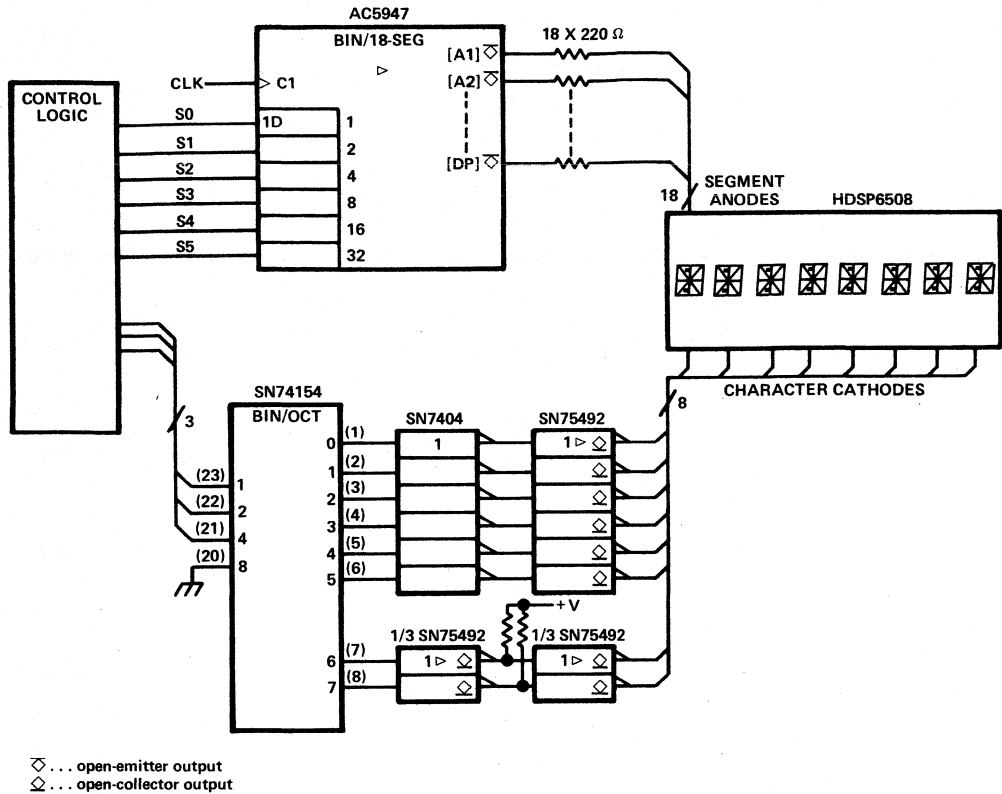 AC5947
BIN/18-SEG
▷
CLK
C1
[A1]
[A2]
[DP]
18 X 220 Ω
CONTROL
LOGIC
S0
S1
S2
S3
S4
S5
1D
1
2
4
8
16
32
18
SEGMENT
ANODES
HDSP6508
CHARACTER CATHODES
8
3
SN74154
BIN/OCT
(23)
(22)
(21)
(20)
1
2
4
8
0
1
2
3
4
5
6
7
(1)
(2)
(3)
(4)
(5)
(6)
(7)
(8)
SN7404
1
SN75492
1 ▷
+V
1/3 SN75492
1 ▷
1/3 SN75492
1 ▷
. . . open-emitter output
. . . open-collector output